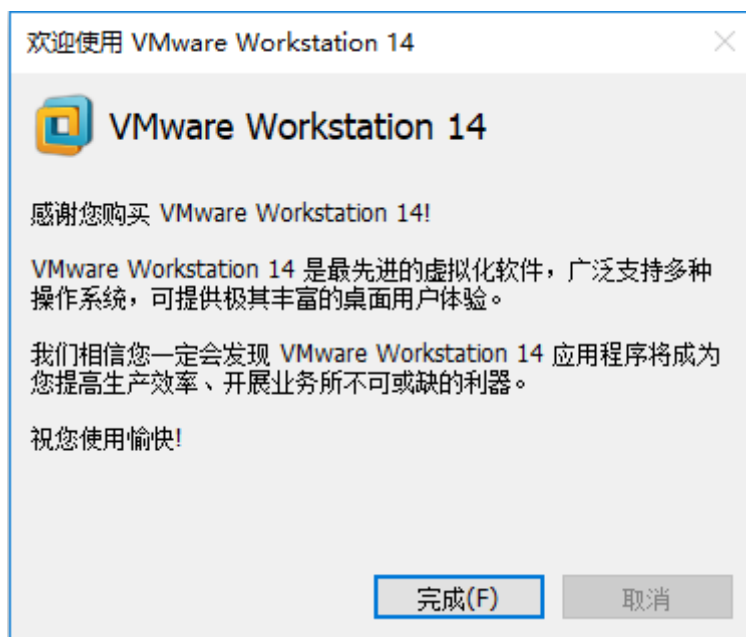 欢迎使用 VMware Workstation 14
VMware Workstation 14
感谢您购买 VMware Workstation 14!
VMware Workstation 14 是最先进的虚拟化软件，广泛支持多种
操作系统，可提供极其丰富的桌面用户体验。
我们相信您一定会发现 VMware Workstation 14 应用程序将成为
您提高生产效率、开展业务所不可或缺的利器。
祝您使用愉快!
完成(F)
取消